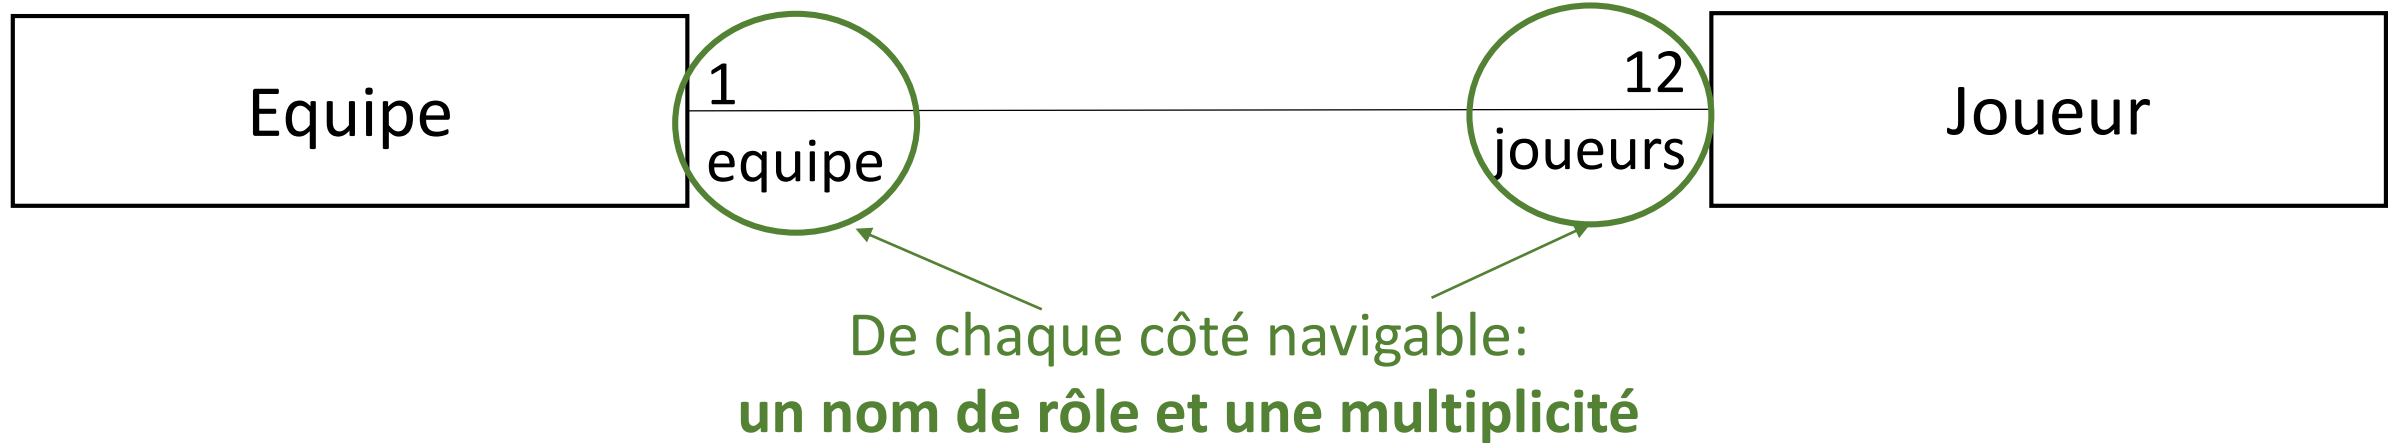 Equipe
1
equipe
12
joueurs
Joueur
De chaque côté navigable:
un nom de rôle et une multiplicité